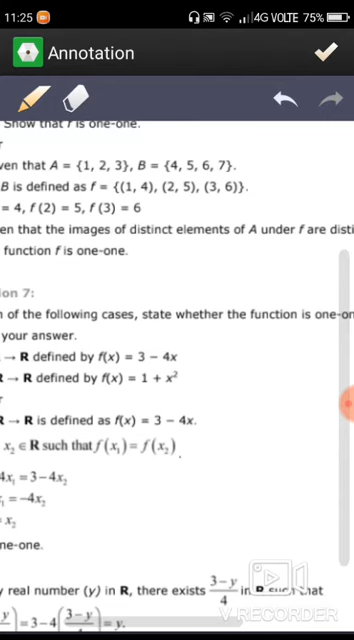 11:25 4G VOLTE 75%
Annotation
Show that f is one-one.
r
ven that A = {1, 2, 3}, B = {4, 5, 6, 7}.
B is defined as f = {(1, 4), (2, 5), (3, 6)}.
= 4, f (2) = 5, f (3) = 6
en that the images of distinct elements of A under f are disti
function f is one-one.
ion 7:
h of the following cases, state whether the function is one-on
your answer.
→ R defined by f(x) = 3 − 4x
R → R defined by f(x) = 1 + x²
r
R → R is defined as f(x) = 3 − 4x.
x₂ ∈ R such that f(x₁) = f(x₂).
4x₁ = 3 − 4x₂
x₁ = −4x₂
= x₂
ne-one.
y real number (y) in R, there exists (3−y)/4 in R such that
y) = 3 − 4((3−y)/4) = y.
V RECORDER